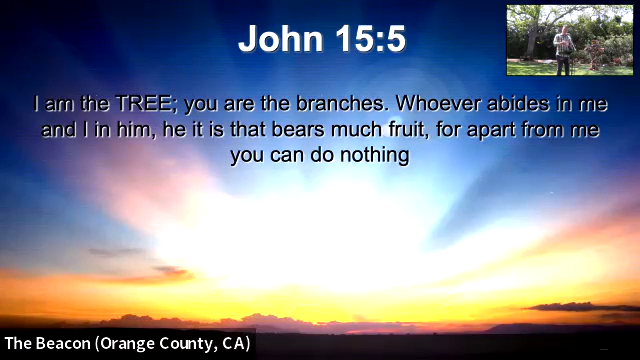 John 15:5
I am the TREE; you are the branches. Whoever abides in me
and I in him, he it is that bears much fruit, for apart from me
you can do nothing
The Beacon (Orange County, CA)